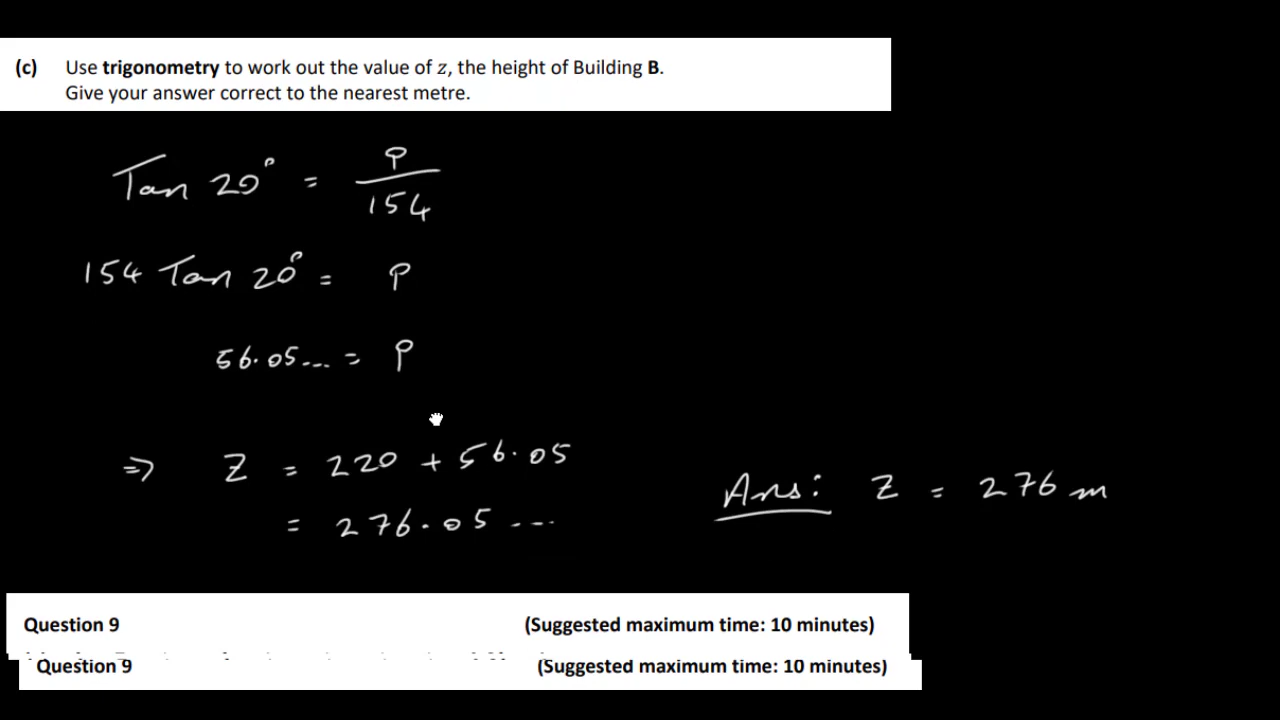 (c) Use trigonometry to work out the value of z, the height of Building B.
Give your answer correct to the nearest metre.
Tan 20° = P/154
154 Tan 20° = P
56.05... = P
=> Z = 220 + 56.05
= 276.05 ...
Ans: Z = 276 m
Question 9 (Suggested maximum time: 10 minutes)
Question 9 (Suggested maximum time: 10 minutes)